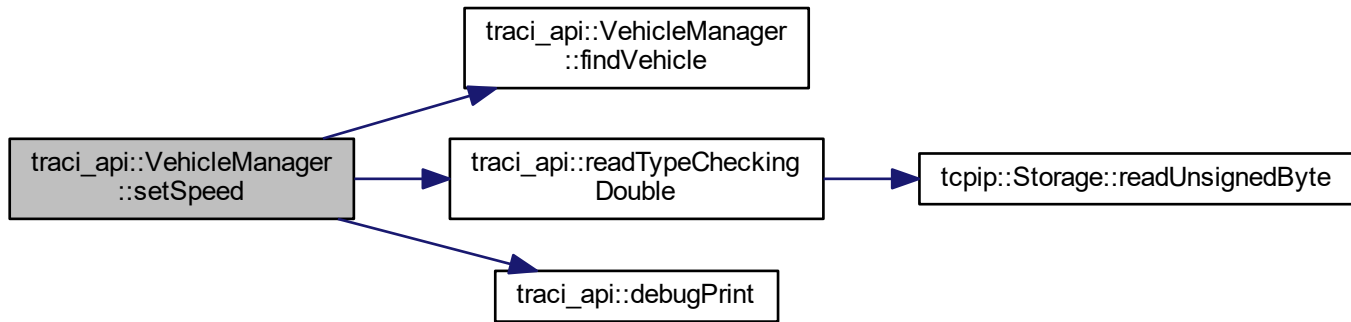 traci_api::VehicleManager
::findVehicle
traci_api::VehicleManager
::setSpeed
traci_api::readTypeChecking
Double
tcpip::Storage::readUnsignedByte
traci_api::debugPrint